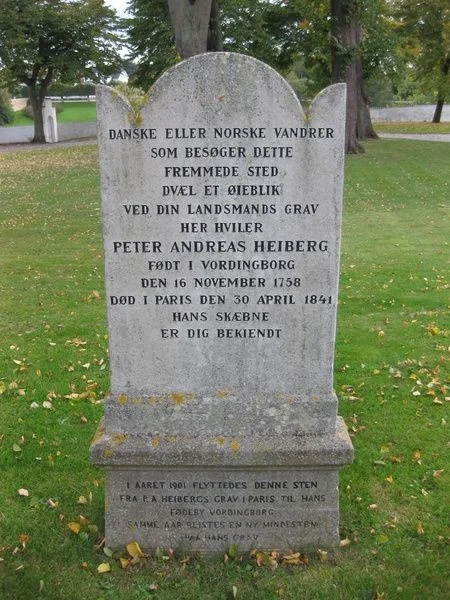 DANSKE ELLER NORSKE VANDRER
SOM BESØGER DETTE
FREMMEDE STED
DVÆL ET ØIEBLIK
VED DIN LANDSMANDS GRAV
HER HVILER
PETER ANDREAS HEIBERG
FØDT I VORDINGBORG
DEN 16 NOVEMBER 1758
DØD I PARIS DEN 30 APRIL 1841
HANS SKÆBNE
ER DIG BEKIENDT
I AARET 1901 FLYTTEDES DENNE STEN
FRA P.A. HEIBERGS GRAV I PARIS TIL HANS
FØDEBY VORDINGBORG
SAMME AAR REISTES EN NY MINDESTEN
PAA HANS GRAV